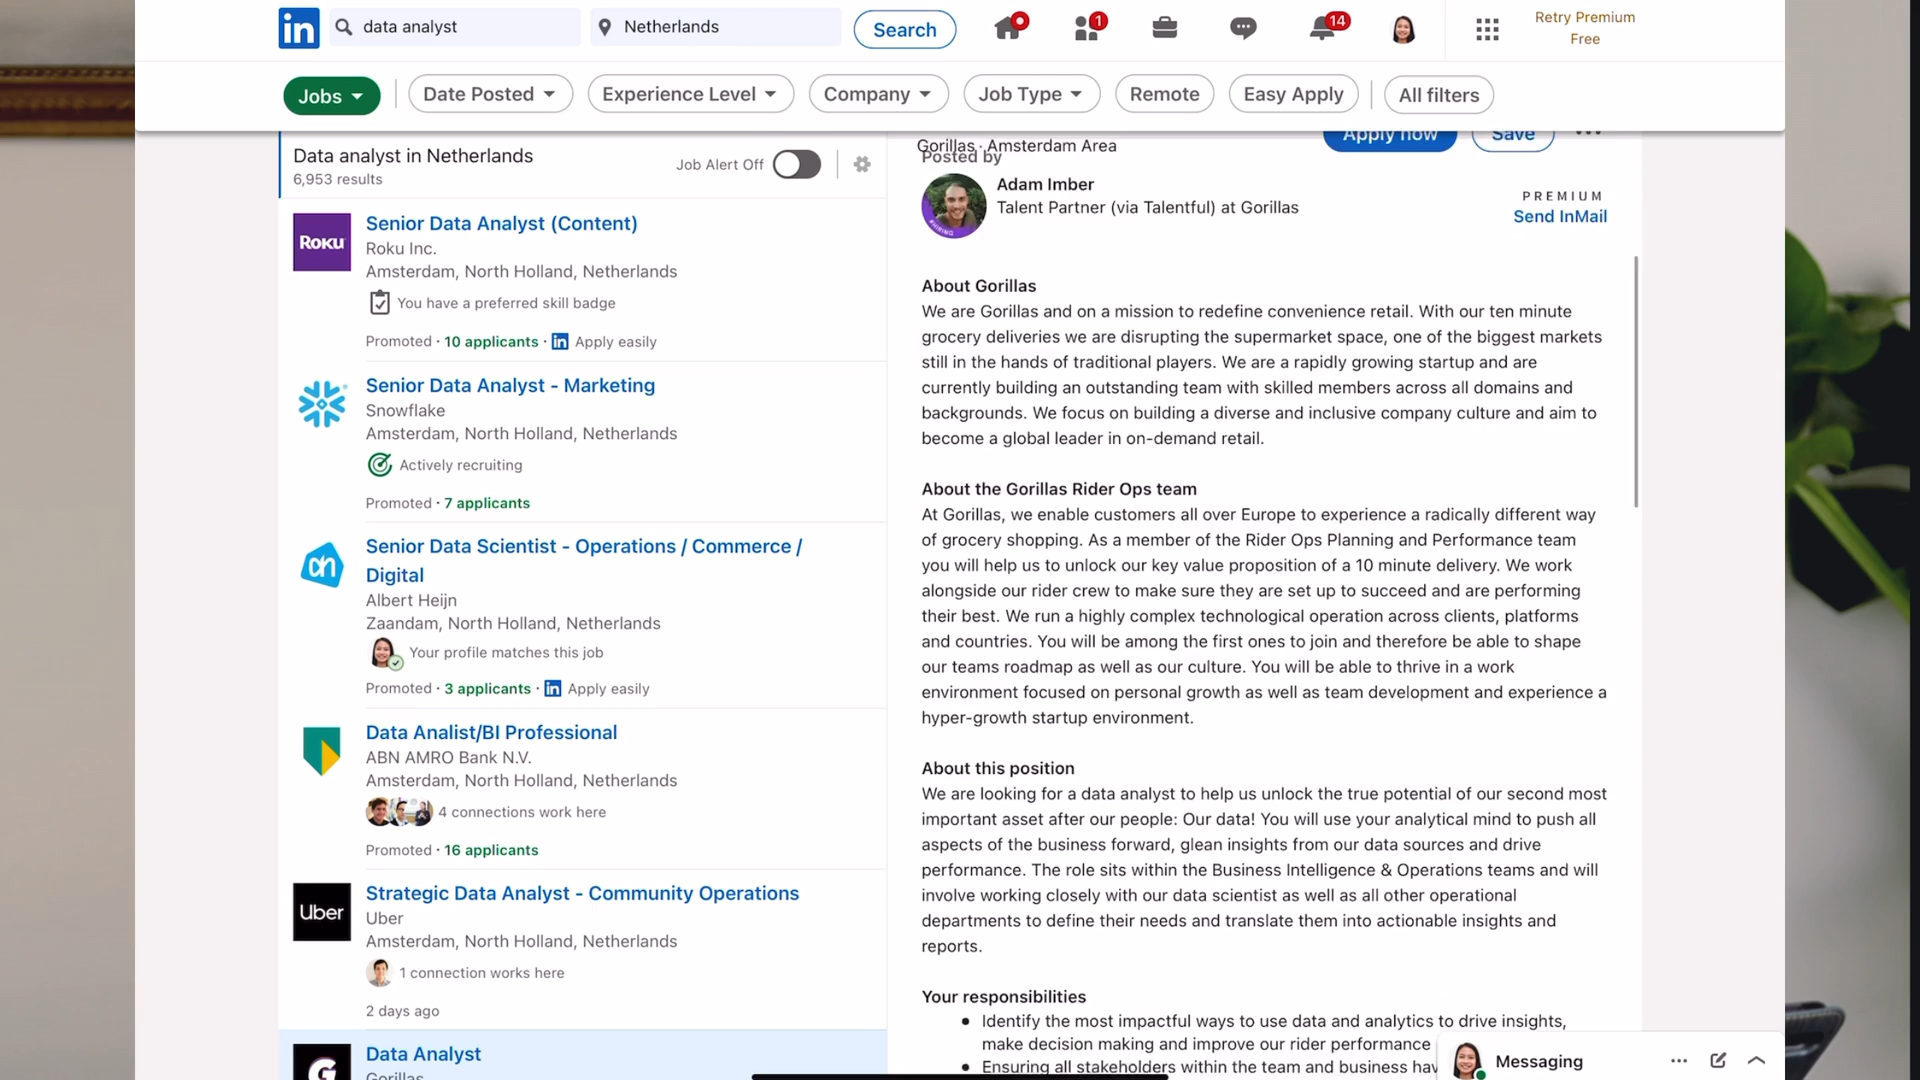 in
data analyst
Netherlands
Search
1
14
Retry Premium
Free
Jobs
Date Posted
Experience Level
Company
Job Type
Remote
Easy Apply
All filters
Data analyst in Netherlands
6,953 results
Job Alert Off
ROKU
Senior Data Analyst (Content)
Roku Inc.
Amsterdam, North Holland, Netherlands
You have a preferred skill badge
Promoted · 10 applicants · in Apply easily
Senior Data Analyst - Marketing
Snowflake
Amsterdam, North Holland, Netherlands
Actively recruiting
Promoted · 7 applicants
ah
Senior Data Scientist - Operations / Commerce /
Digital
Albert Heijn
Zaandam, North Holland, Netherlands
Your profile matches this job
Promoted · 3 applicants · in Apply easily
Data Analist/BI Professional
ABN AMRO Bank N.V.
Amsterdam, North Holland, Netherlands
4 connections work here
Promoted · 16 applicants
Uber
Strategic Data Analyst - Community Operations
Uber
Amsterdam, North Holland, Netherlands
1 connection works here
2 days ago
G
Data Analyst
Gorillas
Gorillas · Amsterdam Area
Apply now
Save
Posted by
#HIRING
Adam Imber
Talent Partner (via Talentful) at Gorillas
PREMIUM
Send InMail
About Gorillas
We are Gorillas and on a mission to redefine convenience retail. With our ten minute
grocery deliveries we are disrupting the supermarket space, one of the biggest markets
still in the hands of traditional players. We are a rapidly growing startup and are
currently building an outstanding team with skilled members across all domains and
backgrounds. We focus on building a diverse and inclusive company culture and aim to
become a global leader in on-demand retail.
About the Gorillas Rider Ops team
At Gorillas, we enable customers all over Europe to experience a radically different way
of grocery shopping. As a member of the Rider Ops Planning and Performance team
you will help us to unlock our key value proposition of a 10 minute delivery. We work
alongside our rider crew to make sure they are set up to succeed and are performing
their best. We run a highly complex technological operation across clients, platforms
and countries. You will be among the first ones to join and therefore be able to shape
our teams roadmap as well as our culture. You will be able to thrive in a work
environment focused on personal growth as well as team development and experience a
hyper-growth startup environment.
About this position
We are looking for a data analyst to help us unlock the true potential of our second most
important asset after our people: Our data! You will use your analytical mind to push all
aspects of the business forward, glean insights from our data sources and drive
performance. The role sits within the Business Intelligence & Operations teams and will
involve working closely with our data scientist as well as all other operational
departments to define their needs and translate them into actionable insights and
reports.
Your responsibilities
• Identify the most impactful ways to use data and analytics to drive insights,
make decision making and improve our rider performance
• Ensuring all stakeholders within the team and business hav
Messaging